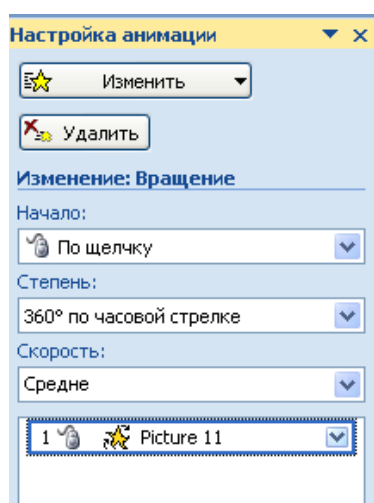 Настройка анимации
Изменить
Удалить
Изменение: Вращение
Начало:
По щелчку
Степень:
360° по часовой стрелке
Скорость:
Средне
1 Picture 11